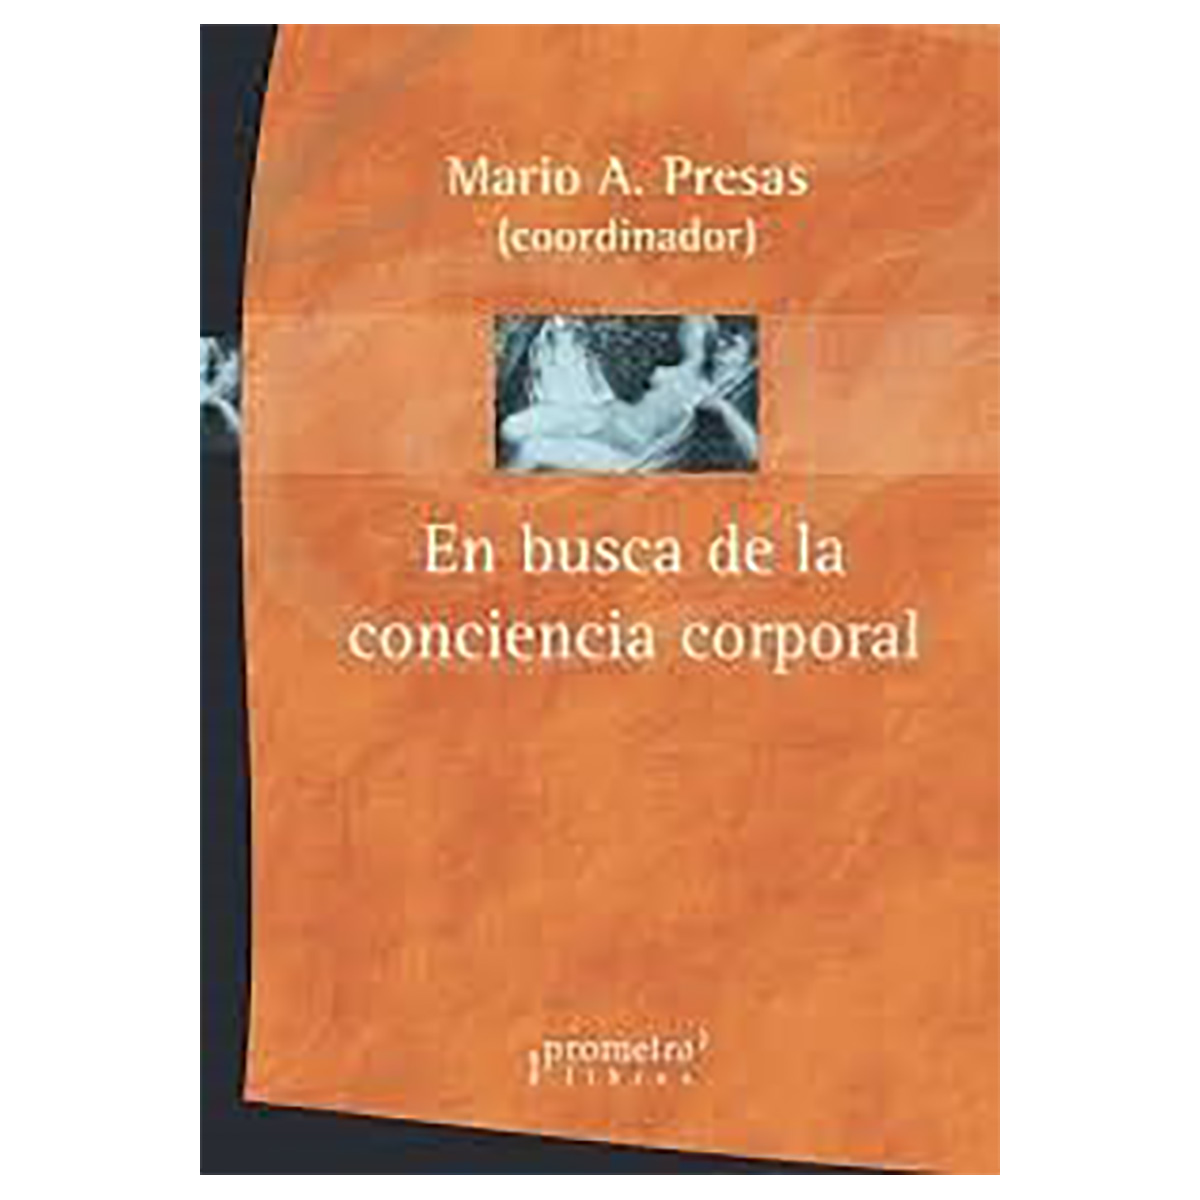 Mario A. Presas
(coordinador)
En busca de la
conciencia corporal
prometeo
libros